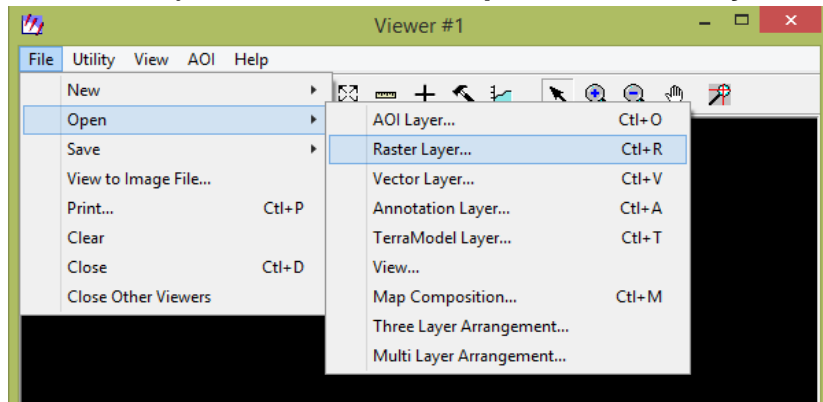 Viewer #1
File Utility View AOI Help
New
Open
Save
View to Image File...
Print... Ctl+P
Clear
Close Ctl+D
Close Other Viewers
AOI Layer... Ctl+O
Raster Layer... Ctl+R
Vector Layer... Ctl+V
Annotation Layer... Ctl+A
TerraModel Layer... Ctl+T
View...
Map Composition... Ctl+M
Three Layer Arrangement...
Multi Layer Arrangement...